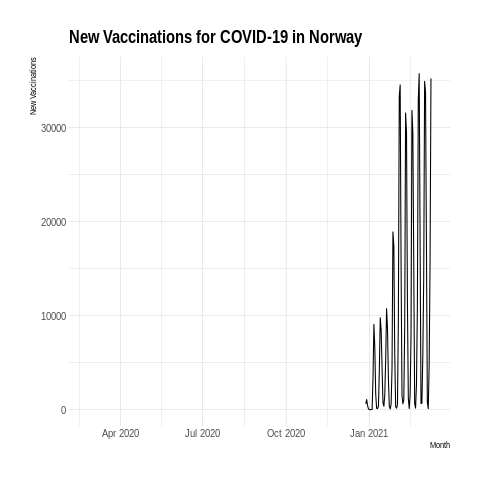 New Vaccinations for COVID-19 in Norway
New Vaccinations
30000
20000
10000
0
Apr 2020
Jul 2020
Oct 2020
Jan 2021
Month